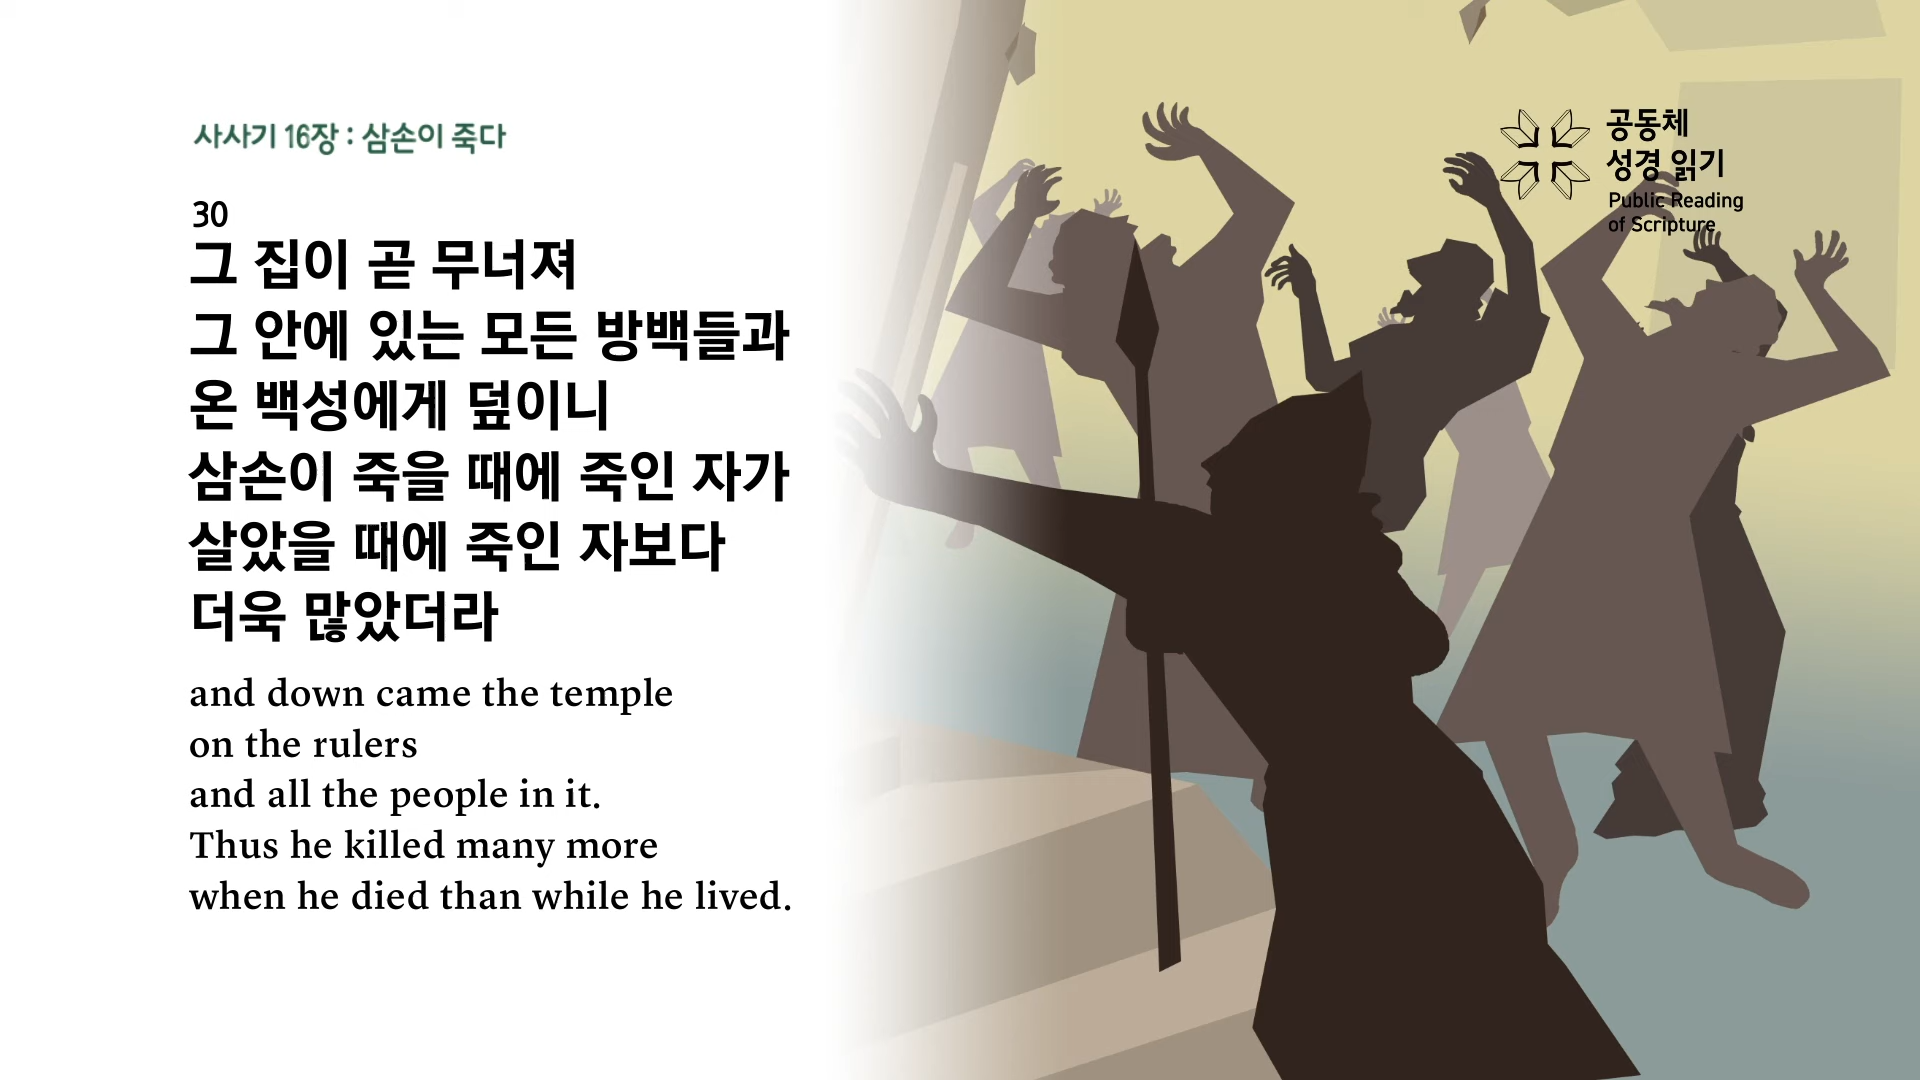 사사기 16장 : 삼손이 죽다
30
그 집이 곧 무너져
그 안에 있는 모든 방백들과
온 백성에게 덮이니
삼손이 죽을 때에 죽인 자가
살았을 때에 죽인 자보다
더욱 많았더라
and down came the temple
on the rulers
and all the people in it.
Thus he killed many more
when he died than while he lived.
공동체
성경 읽기
Public Reading
of Scripture